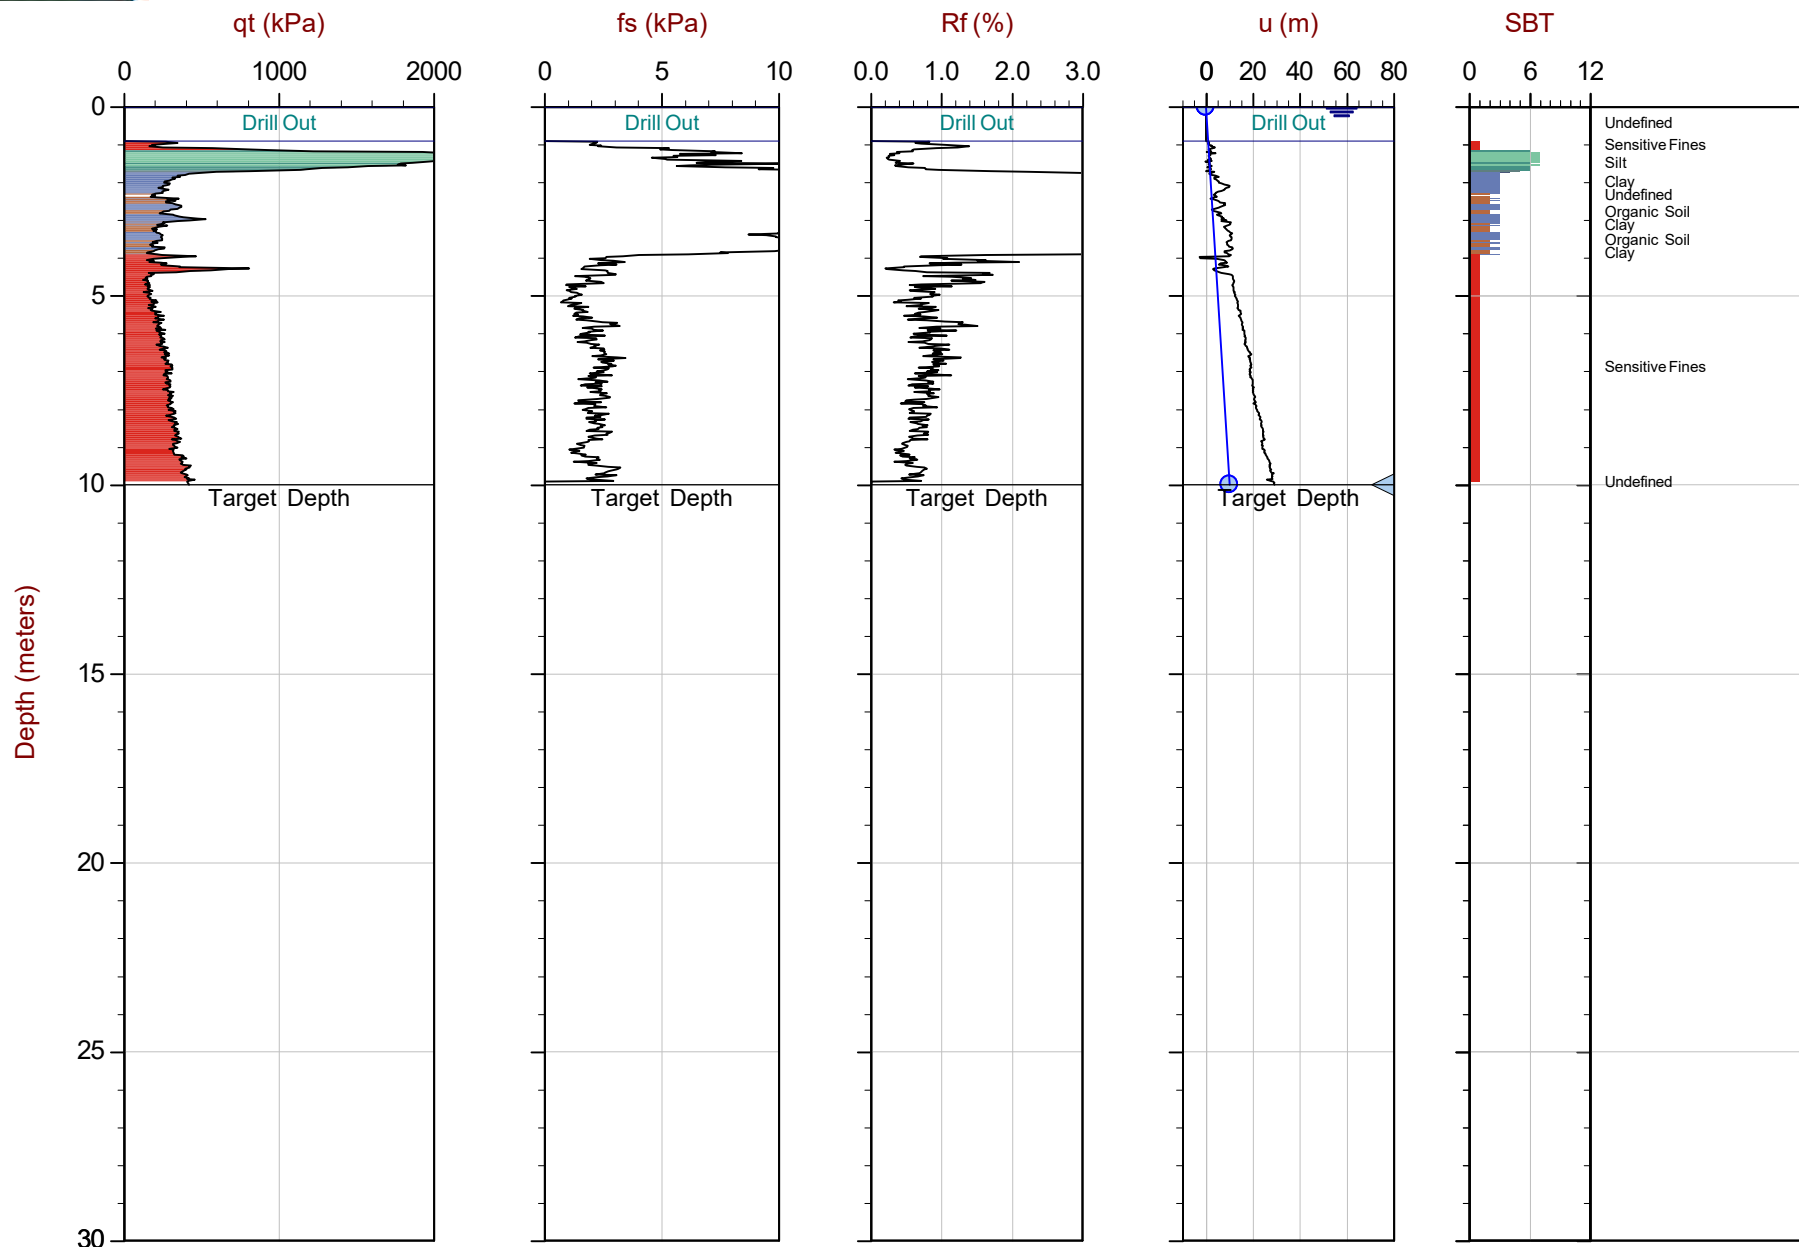 qt (kPa) fs (kPa) Rf (%) u (m) SBT
0 1000 2000 0 5 10 0.0 1.0 2.0 3.0 0 20 40 60 80 0 6 12
0
Drill Out Drill Out Drill Out Drill Out Undefined
Sensitive Fines
Silt
Clay
Undefined
Organic Soil
Clay
Organic Soil
Clay
5
Sensitive Fines
Undefined
10
Target Depth Target Depth Target Depth Target Depth
Depth (meters)
15
20
25
30